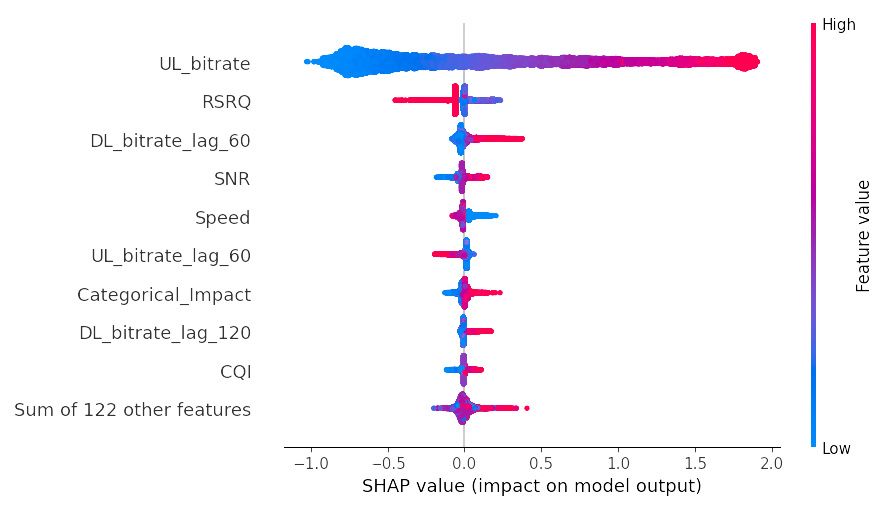 High
UL_bitrate
RSRQ
DL_bitrate_lag_60
SNR
Speed
UL_bitrate_lag_60
Categorical_Impact
DL_bitrate_lag_120
CQI
Sum of 122 other features
Feature value
Low
−1.0 −0.5 0.0 0.5 1.0 1.5 2.0
SHAP value (impact on model output)